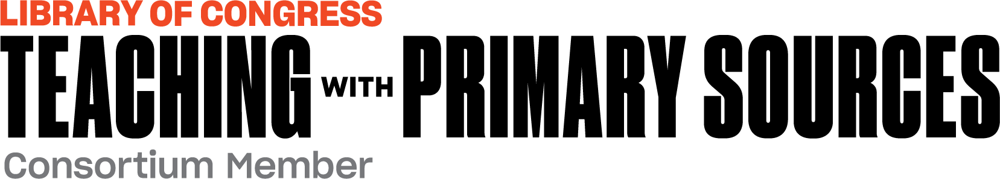 LIBRARY OF CONGRESS
TEACHING WITH PRIMARY SOURCES
Consortium Member